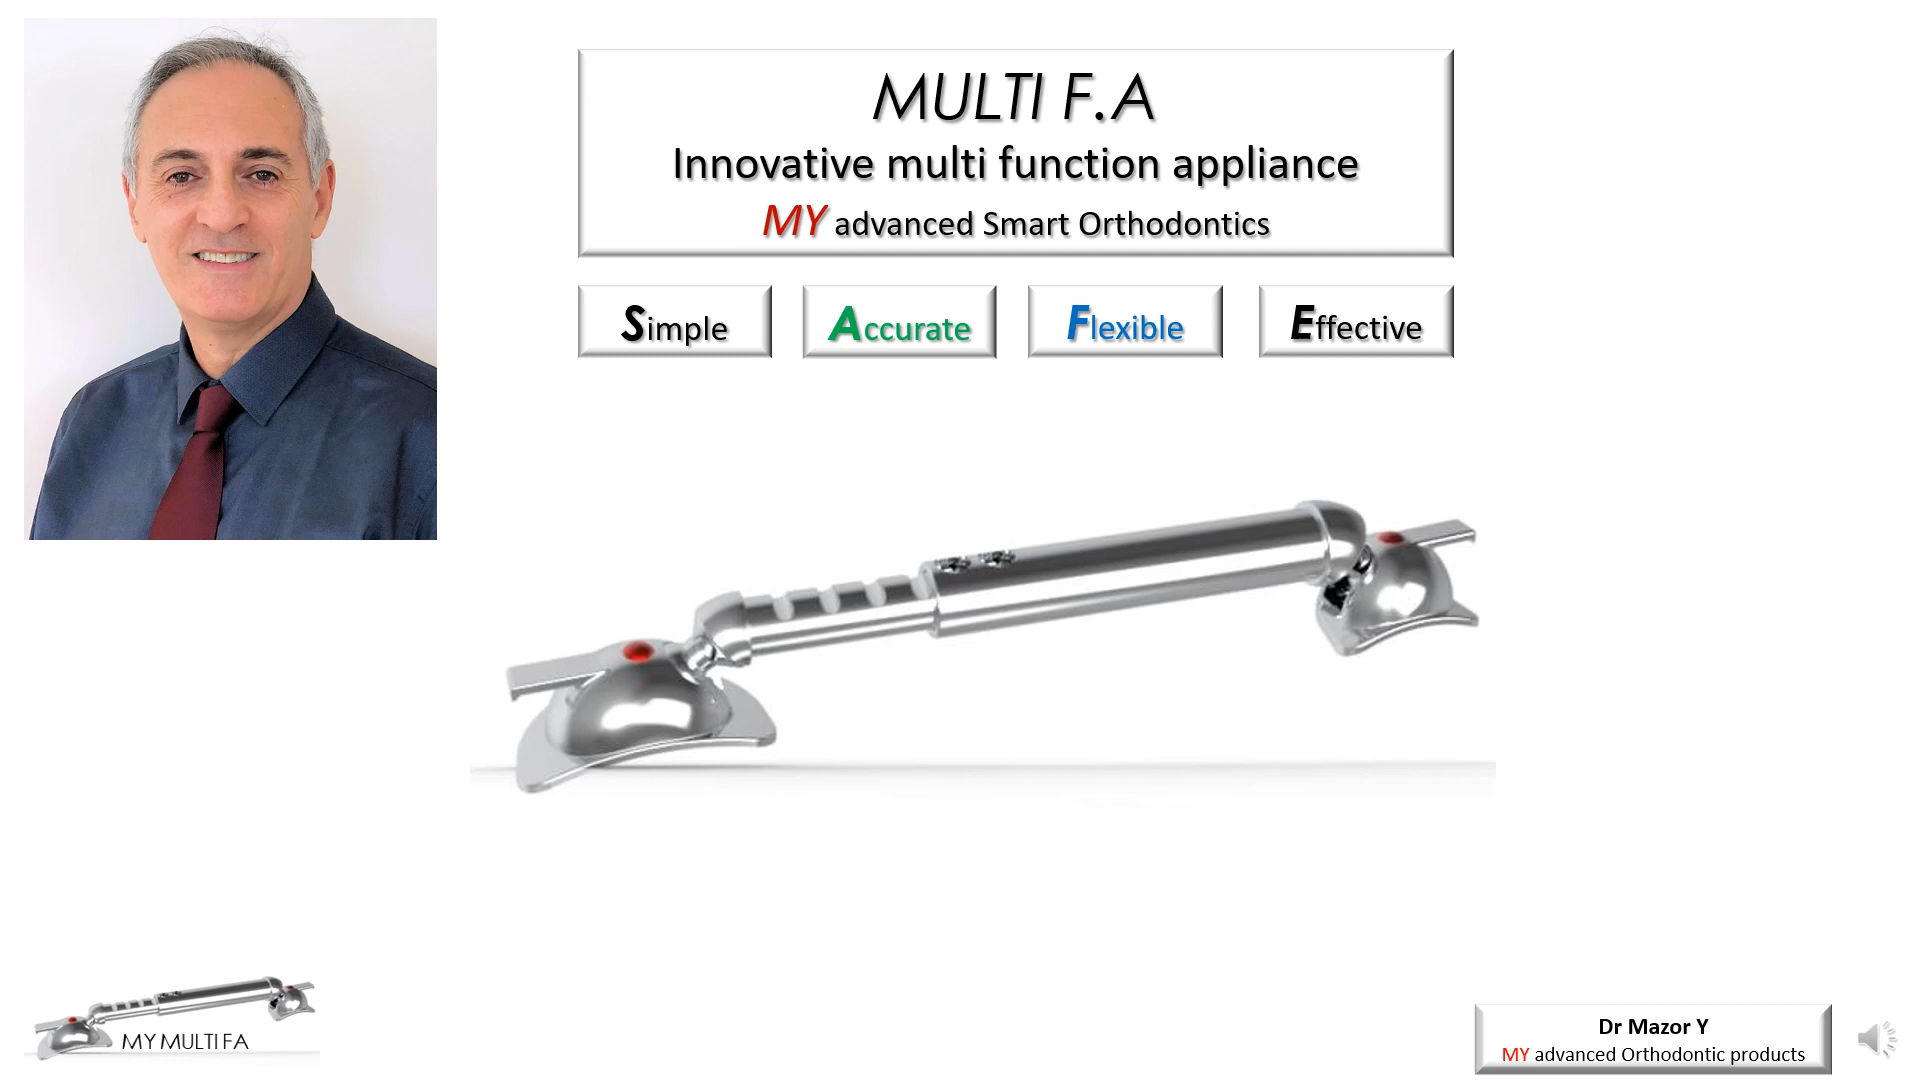 MULTI F.A
Innovative multi function appliance
MY advanced Smart Orthodontics
Simple
Accurate
Flexible
Effective
MY MULTI FA
Dr Mazor Y
MY advanced Orthodontic products